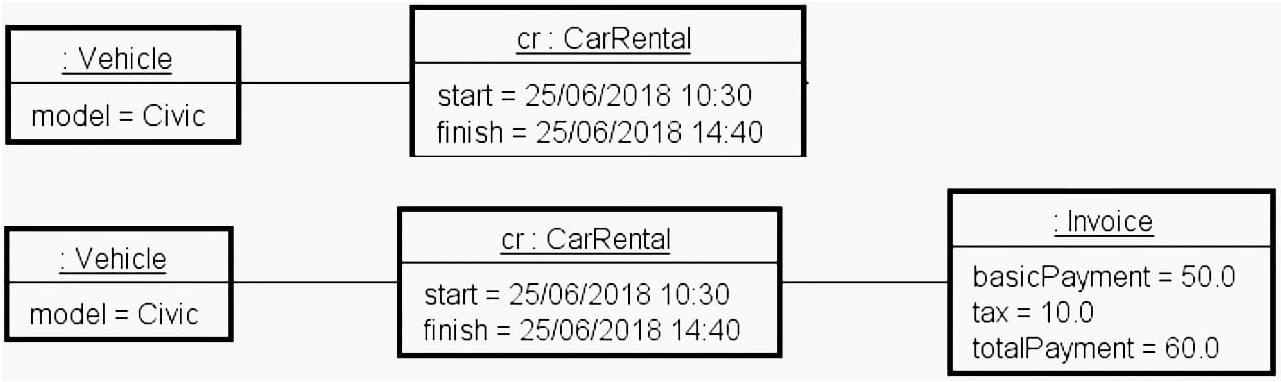 : Vehicle
model = Civic
cr : CarRental
start = 25/06/2018 10:30
finish = 25/06/2018 14:40
: Vehicle
model = Civic
cr : CarRental
start = 25/06/2018 10:30
finish = 25/06/2018 14:40
: Invoice
basicPayment = 50.0
tax = 10.0
totalPayment = 60.0